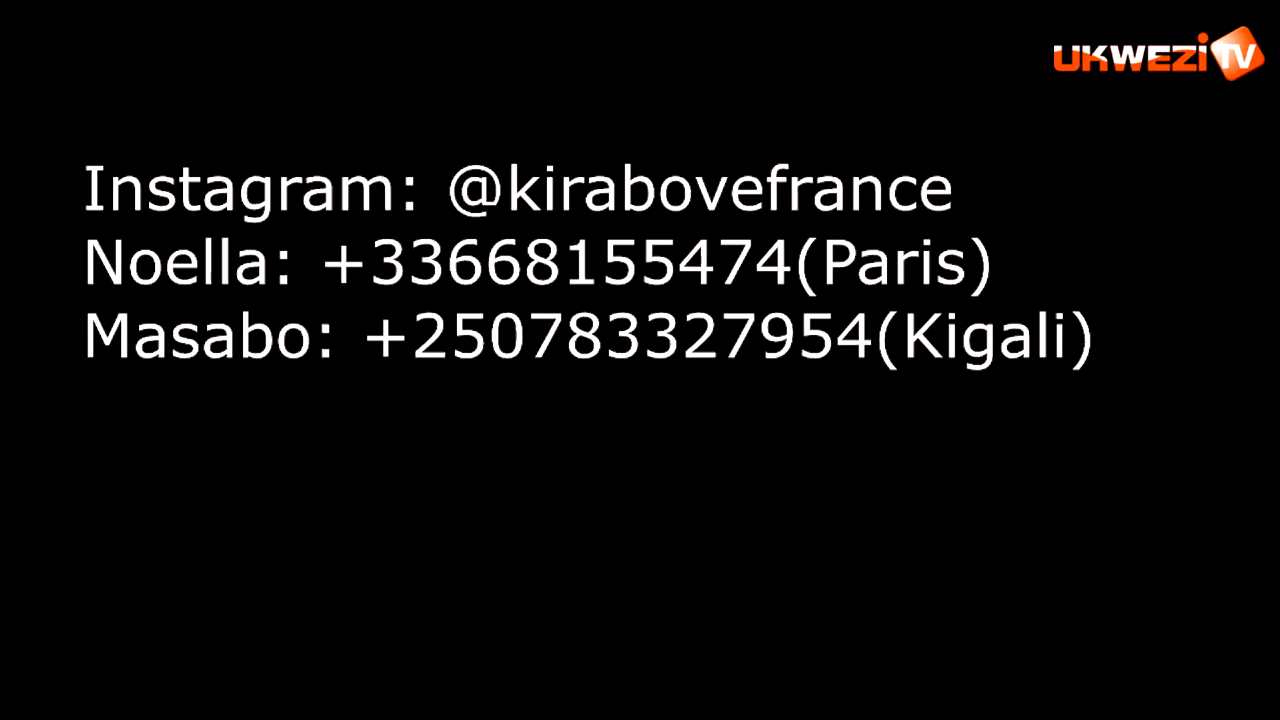 UKWEZI TV
Instagram: @kirabovefrance
Noella: +33668155474(Paris)
Masabo: +250783327954(Kigali)